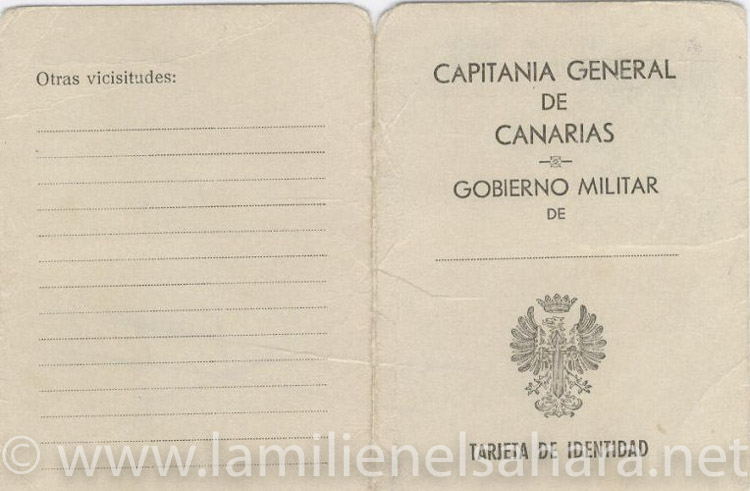 Otras vicisitudes:
CAPITANIA GENERAL
DE
CANARIAS
GOBIERNO MILITAR
DE
TARJETA DE IDENTIDAD
© www.lamilienelsahara.net